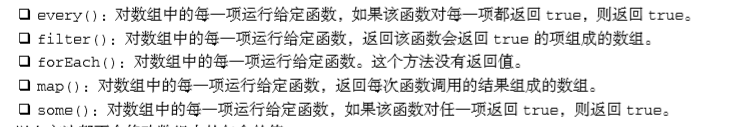 ❑ every()：对数组中的每一项运行给定函数，如果该函数对每一项都返回 true，则返回 true。
❑ filter()：对数组中的每一项运行给定函数，返回该函数会返回 true 的项组成的数组。
❑ forEach()：对数组中的每一项运行给定函数。这个方法没有返回值。
❑ map()：对数组中的每一项运行给定函数，返回每次函数调用的结果组成的数组。
❑ some()：对数组中的每一项运行给定函数，如果该函数对任一项返回 true，则返回 true。